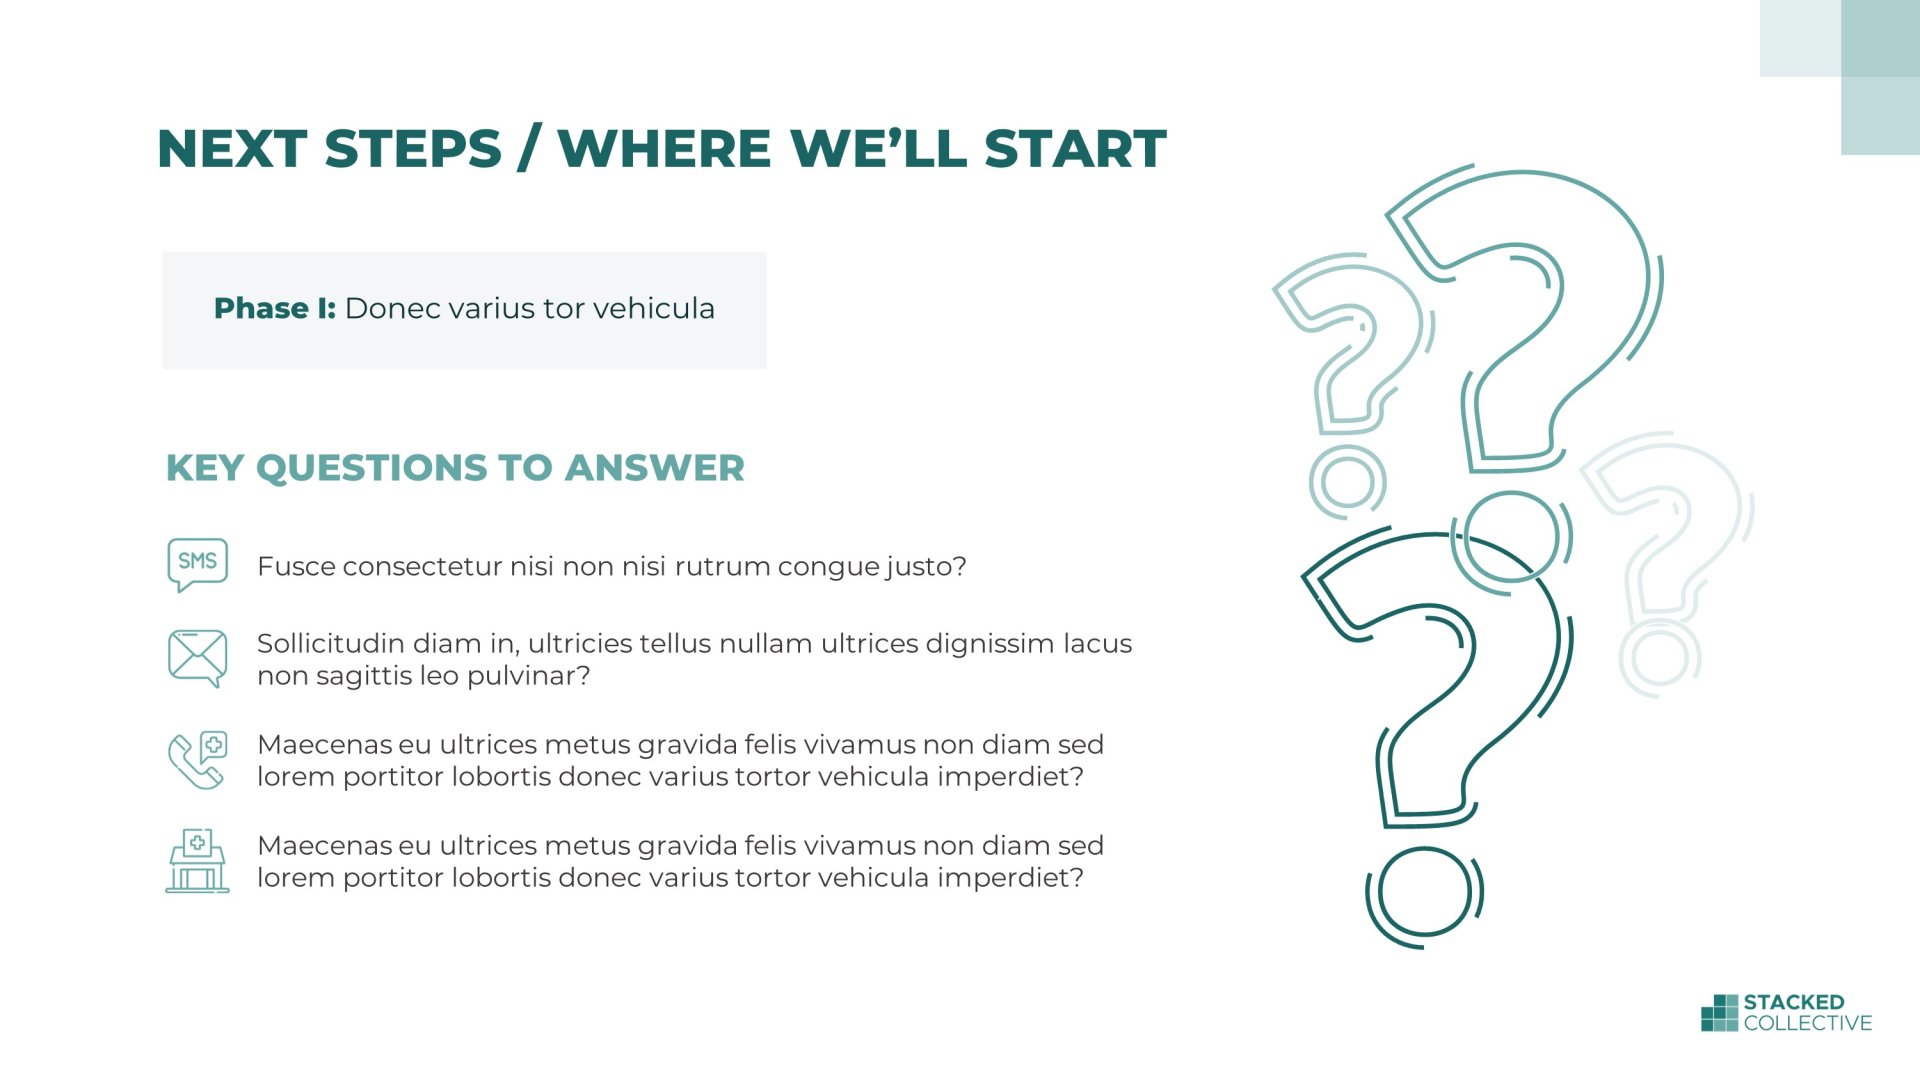 NEXT STEPS / WHERE WE’LL START
Phase I: Donec varius tor vehicula
KEY QUESTIONS TO ANSWER
SMS
Fusce consectetur nisi non nisi rutrum congue justo?
Sollicitudin diam in, ultricies tellus nullam ultrices dignissim lacus
non sagittis leo pulvinar?
Maecenas eu ultrices metus gravida felis vivamus non diam sed
lorem portitor lobortis donec varius tortor vehicula imperdiet?
Maecenas eu ultrices metus gravida felis vivamus non diam sed
lorem portitor lobortis donec varius tortor vehicula imperdiet?
STACKED
COLLECTIVE